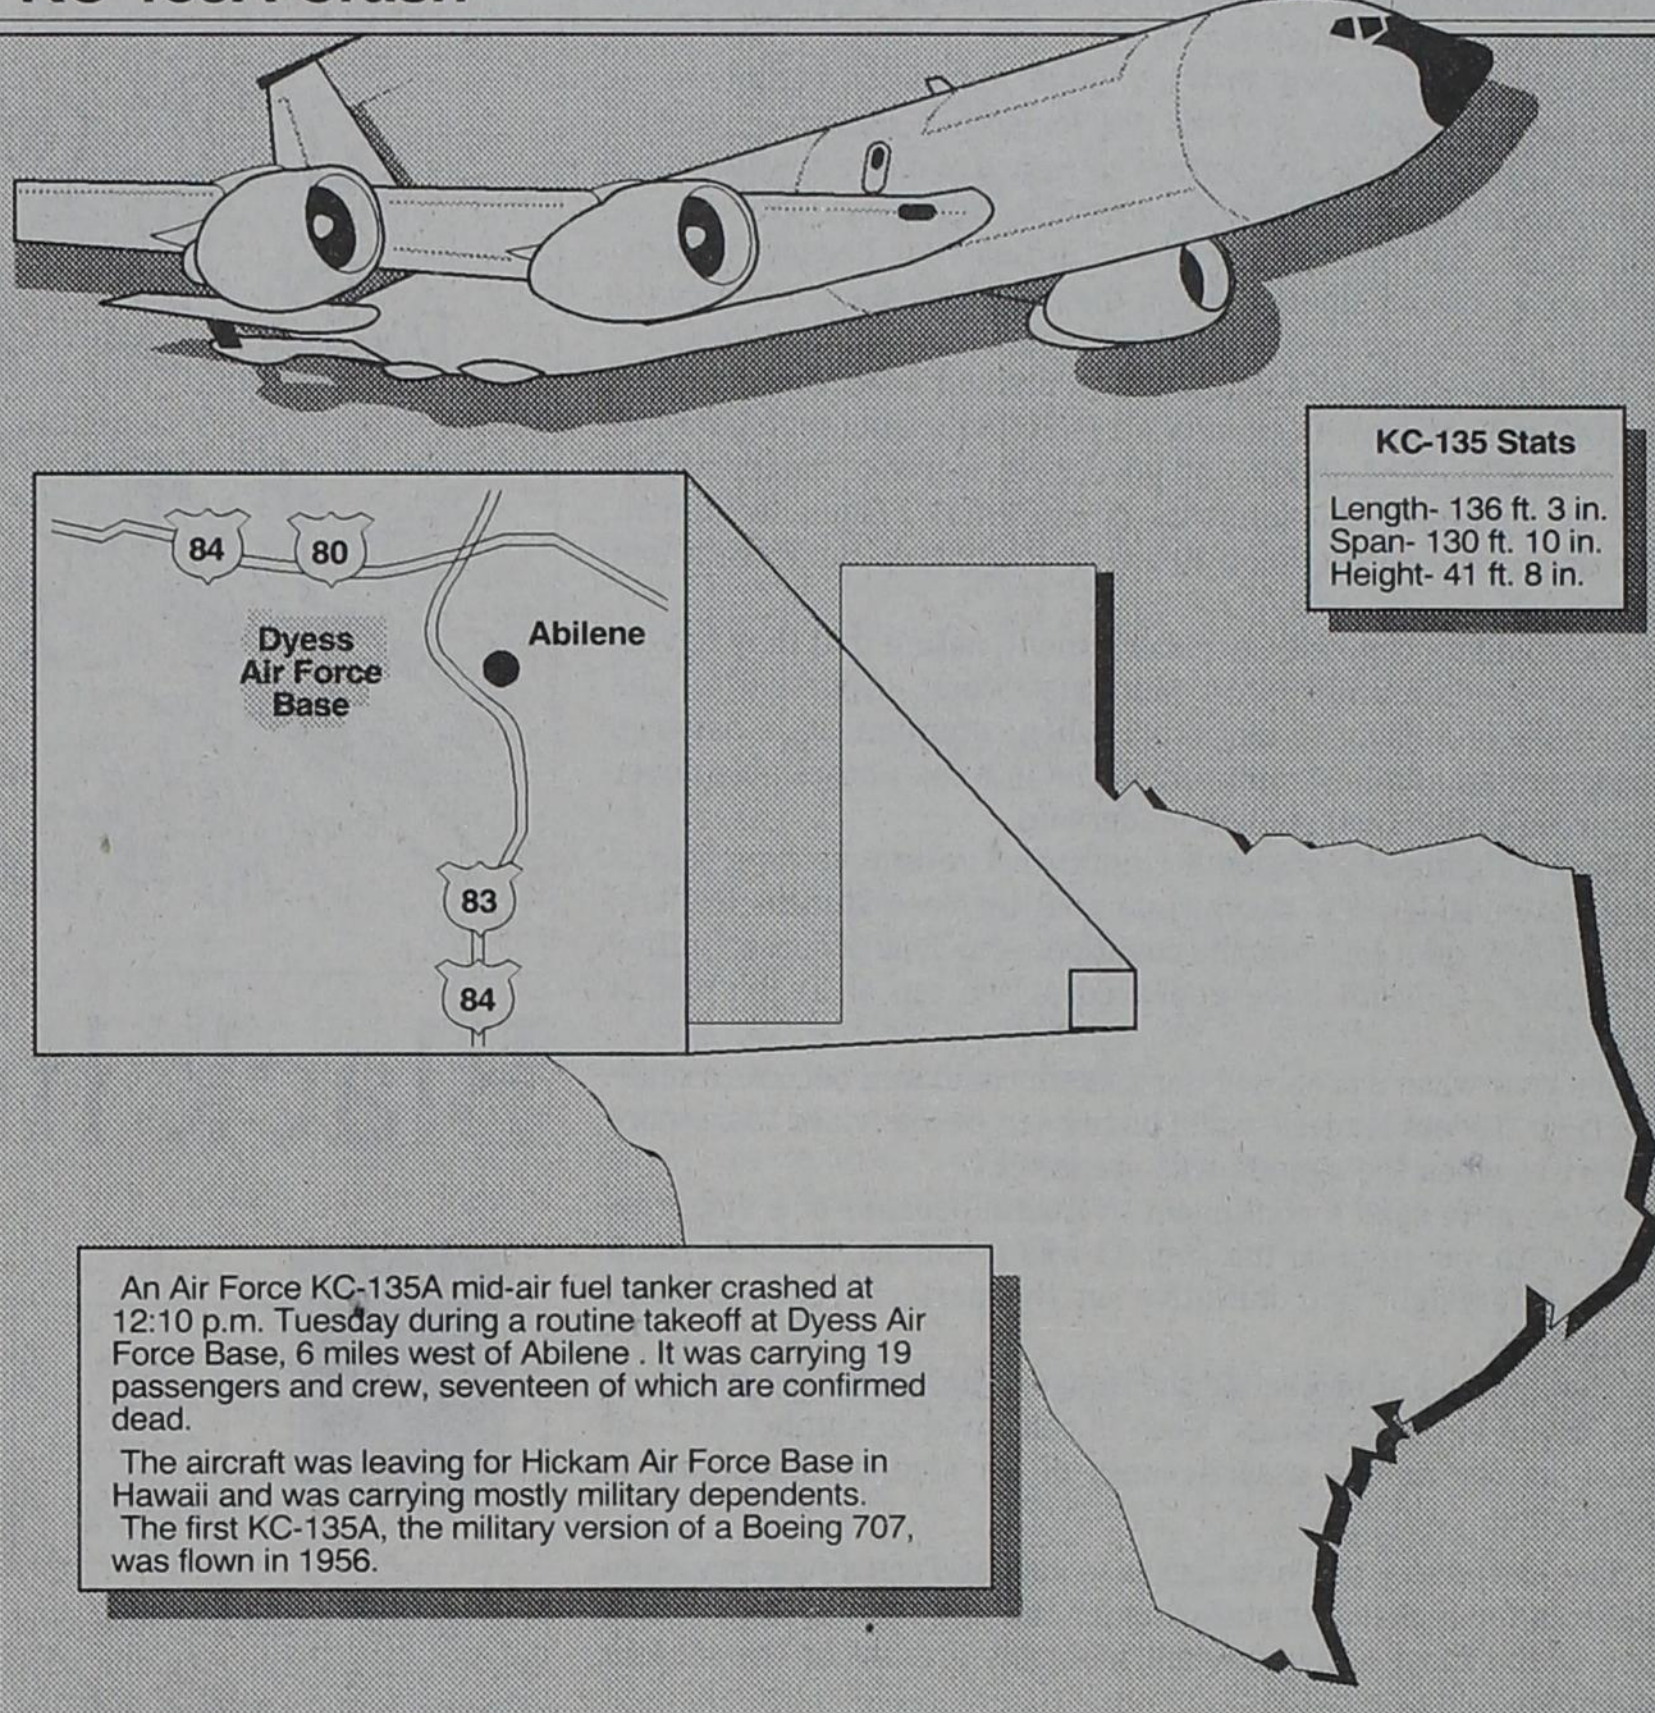 KC-135 Stats
Length- 136 ft. 3 in.
Span- 130 ft. 10 in.
Height- 41 ft. 8 in.
84
80
Dyess
Air Force
Base
Abilene
83
84
An Air Force KC-135A mid-air fuel tanker crashed at
12:10 p.m. Tuesday during a routine takeoff at Dyess Air
Force Base, 6 miles west of Abilene . It was carrying 19
passengers and crew, seventeen of which are confirmed
dead.
The aircraft was leaving for Hickam Air Force Base in
Hawaii and was carrying mostly military dependents.
The first KC-135A, the military version of a Boeing 707,
was flown in 1956.